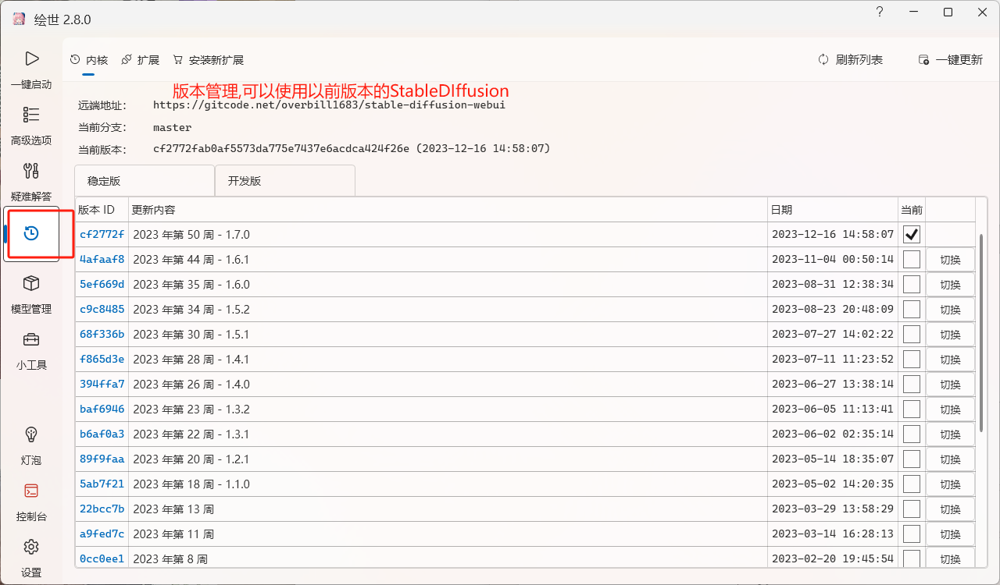 绘世 2.8.0
?
一键启动
高级选项
疑难解答
模型管理
小工具
灯泡
控制台
设置
内核 扩展 安装新扩展 刷新列表 一键更新
版本管理,可以使用以前版本的StableDIffusion
远端地址: https://gitcode.net/overbill1683/stable-diffusion-webui
当前分支: master
当前版本: cf2772fab0af5573da775e7437e6acdca424f26e (2023-12-16 14:58:07)
稳定版 开发版
版本 ID 更新内容 日期 当前
cf2772f 2023 年第 50 周 - 1.7.0 2023-12-16 14:58:07
4afaaf8 2023 年第 44 周 - 1.6.1 2023-11-04 00:50:14 切换
5ef669d 2023 年第 35 周 - 1.6.0 2023-08-31 12:38:34 切换
c9c8485 2023 年第 34 周 - 1.5.2 2023-08-23 20:48:09 切换
68f336b 2023 年第 30 周 - 1.5.1 2023-07-27 14:02:22 切换
f865d3e 2023 年第 28 周 - 1.4.1 2023-07-11 11:23:52 切换
394ffa7 2023 年第 26 周 - 1.4.0 2023-06-27 13:38:14 切换
baf6946 2023 年第 23 周 - 1.3.2 2023-06-05 11:13:41 切换
b6af0a3 2023 年第 22 周 - 1.3.1 2023-06-02 02:35:14 切换
89f9faa 2023 年第 20 周 - 1.2.1 2023-05-14 18:35:07 切换
5ab7f21 2023 年第 18 周 - 1.1.0 2023-05-02 14:20:35 切换
22bcc7b 2023 年第 13 周 2023-03-29 13:58:29 切换
a9fed7c 2023 年第 11 周 2023-03-14 16:28:13 切换
0cc0ee1 2023 年第 8 周 2023-02-20 19:45:54 切换